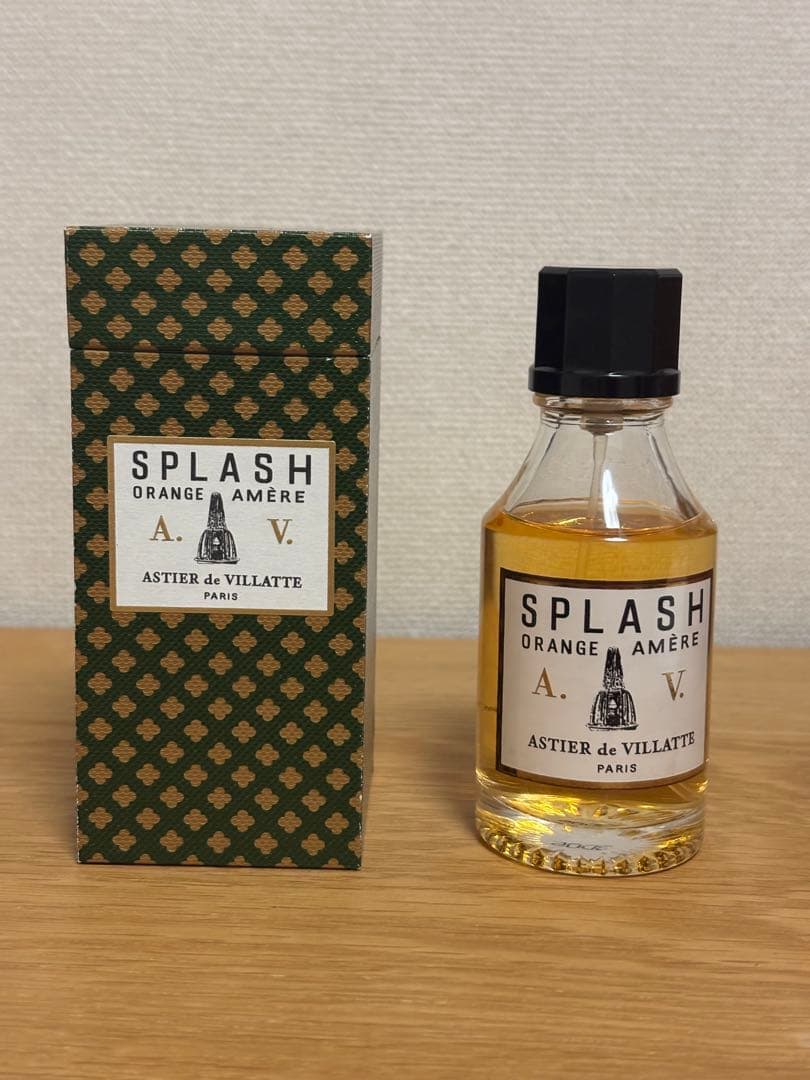 SPLASH
ORANGE AMÈRE
A. V.
ASTIER de VILLATTE
PARIS
SPLASH
ORANGE AMÈRE
A. V.
ASTIER de VILLATTE
PARIS